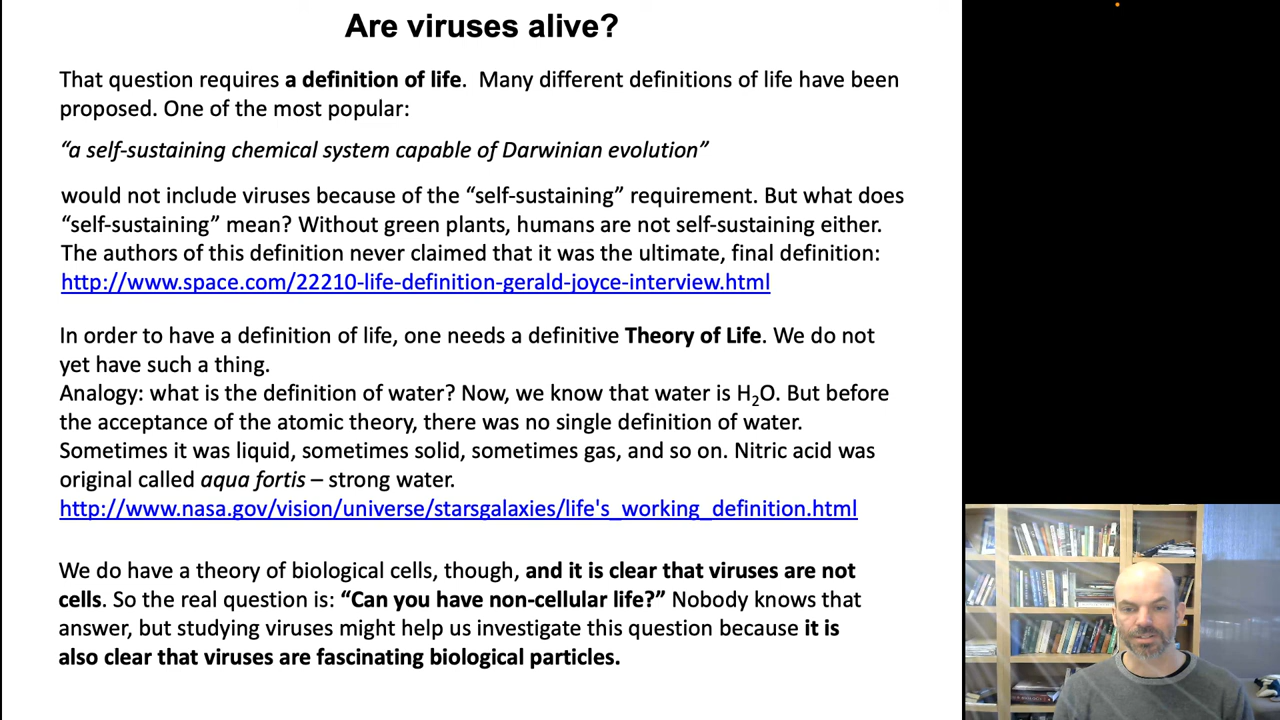 Are viruses alive?
That question requires a definition of life.  Many different definitions of life have been
proposed. One of the most popular:
“a self-sustaining chemical system capable of Darwinian evolution”
would not include viruses because of the “self-sustaining” requirement. But what does
“self-sustaining” mean? Without green plants, humans are not self-sustaining either.
The authors of this definition never claimed that it was the ultimate, final definition:
http://www.space.com/22210-life-definition-gerald-joyce-interview.html
In order to have a definition of life, one needs a definitive Theory of Life. We do not
yet have such a thing.
Analogy: what is the definition of water? Now, we know that water is H₂O. But before
the acceptance of the atomic theory, there was no single definition of water.
Sometimes it was liquid, sometimes solid, sometimes gas, and so on. Nitric acid was
original called aqua fortis – strong water.
http://www.nasa.gov/vision/universe/starsgalaxies/life's_working_definition.html
We do have a theory of biological cells, though, and it is clear that viruses are not
cells. So the real question is: “Can you have non-cellular life?” Nobody knows that
answer, but studying viruses might help us investigate this question because it is
also clear that viruses are fascinating biological particles.